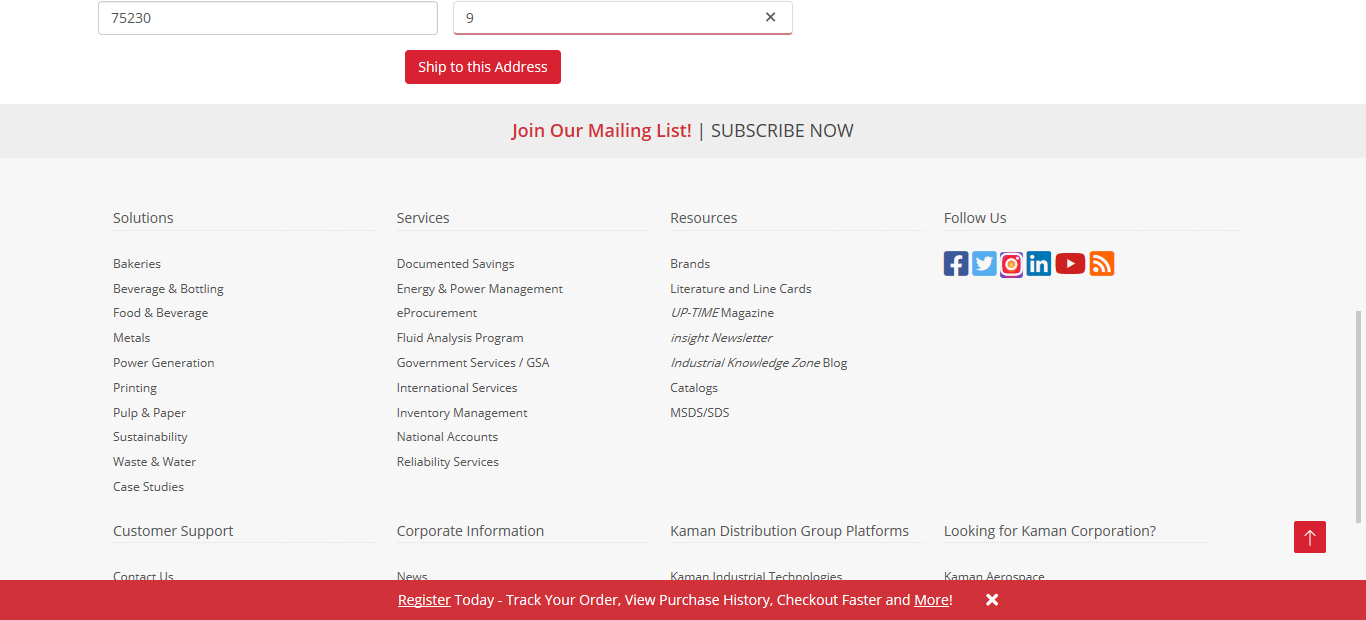 75230 9
Ship to this Address
Join Our Mailing List! | SUBSCRIBE NOW
Solutions
Bakeries
Beverage & Bottling
Food & Beverage
Metals
Power Generation
Printing
Pulp & Paper
Sustainability
Waste & Water
Case Studies
Services
Documented Savings
Energy & Power Management
eProcurement
Fluid Analysis Program
Government Services / GSA
International Services
Inventory Management
National Accounts
Reliability Services
Resources
Brands
Literature and Line Cards
UP-TIME Magazine
insight Newsletter
Industrial Knowledge Zone Blog
Catalogs
MSDS/SDS
Follow Us
Customer Support
Contact Us
Corporate Information
News
Kaman Distribution Group Platforms
Kaman Industrial Technologies
Looking for Kaman Corporation?
Kaman Aerospace
Register Today - Track Your Order, View Purchase History, Checkout Faster and More!